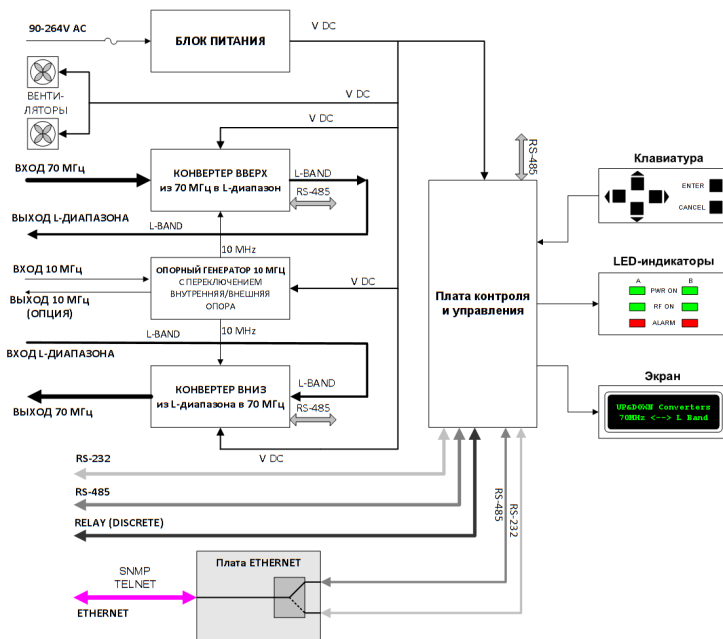 90-264V AC
БЛОК ПИТАНИЯ
V DC
ВЕНТИ-
ЛЯТОРЫ
V DC
V DC
RS-485
Клавиатура
ENTER
CANCEL
ВХОД 70 МГц
КОНВЕРТЕР ВВЕРХ
из 70 МГц в L-диапазон
L-BAND
RS-485
ВЫХОД L-ДИАПАЗОНА
L-BAND
10 MHz
ВХОД 10 МГц
ВЫХОД 10 МГц
(ОПЦИЯ)
ОПОРНЫЙ ГЕНЕРАТОР 10 МГЦ
С ПЕРЕКЛЮЧЕНИЕМ
ВНУТРЕННЯЯ/ВНЕШНЯЯ
ОПОРА
V DC
Плата контроля
и управления
LED-индикаторы
A
B
PWR ON
RF ON
ALARM
10 MHz
L-BAND
ВХОД L-ДИАПАЗОНА
КОНВЕРТЕР ВНИЗ
из L-диапазона в 70 МГц
L-BAND
RS-485
ВЫХОД 70 МГц
Экран
UP&DOWN Converters
70MHz <--> L Band
V DC
RS-232
RS-485
RELAY (DISCRETE)
RS-485
RS-232
Плата ETHERNET
SNMP
TELNET
ETHERNET